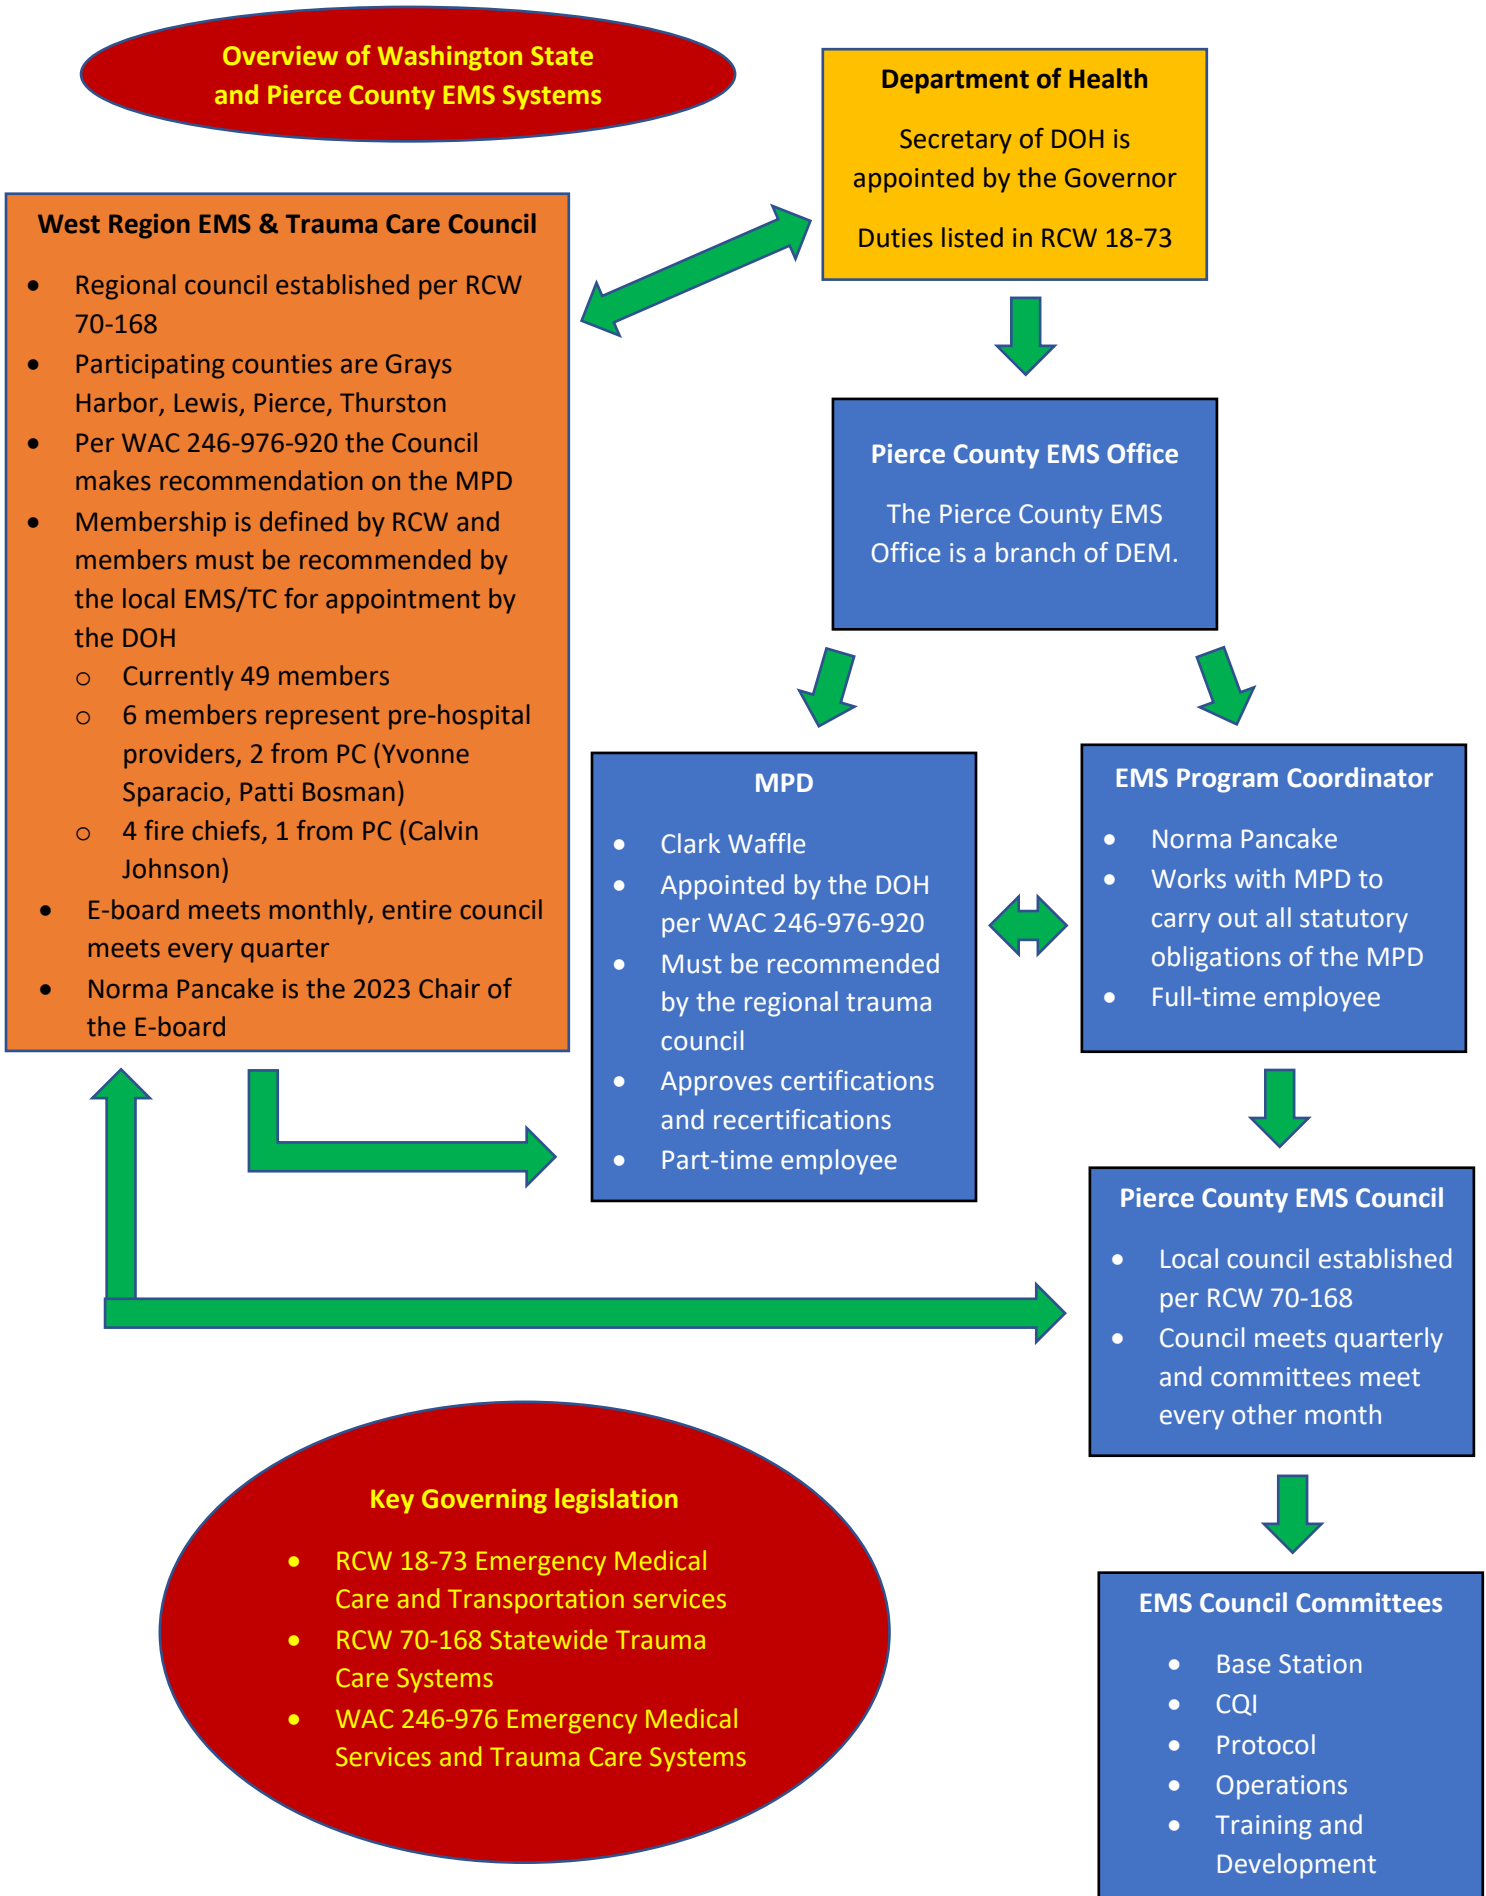 Overview of Washington State
and Pierce County EMS Systems
Department of Health
Secretary of DOH is
appointed by the Governor
Duties listed in RCW 18-73
West Region EMS & Trauma Care Council
• Regional council established per RCW
70-168
• Participating counties are Grays
Harbor, Lewis, Pierce, Thurston
• Per WAC 246-976-920 the Council
makes recommendation on the MPD
• Membership is defined by RCW and
members must be recommended by
the local EMS/TC for appointment by
the DOH
o Currently 49 members
o 6 members represent pre-hospital
providers, 2 from PC (Yvonne
Sparacio, Patti Bosman)
o 4 fire chiefs, 1 from PC (Calvin
Johnson)
• E-board meets monthly, entire council
meets every quarter
• Norma Pancake is the 2023 Chair of
the E-board
Pierce County EMS Office
The Pierce County EMS
Office is a branch of DEM.
MPD
• Clark Waffle
• Appointed by the DOH
per WAC 246-976-920
• Must be recommended
by the regional trauma
council
• Approves certifications
and recertifications
• Part-time employee
EMS Program Coordinator
• Norma Pancake
• Works with MPD to
carry out all statutory
obligations of the MPD
• Full-time employee
Pierce County EMS Council
• Local council established
per RCW 70-168
• Council meets quarterly
and committees meet
every other month
Key Governing legislation
• RCW 18-73 Emergency Medical
Care and Transportation services
• RCW 70-168 Statewide Trauma
Care Systems
• WAC 246-976 Emergency Medical
Services and Trauma Care Systems
EMS Council Committees
• Base Station
• CQI
• Protocol
• Operations
• Training and
Development